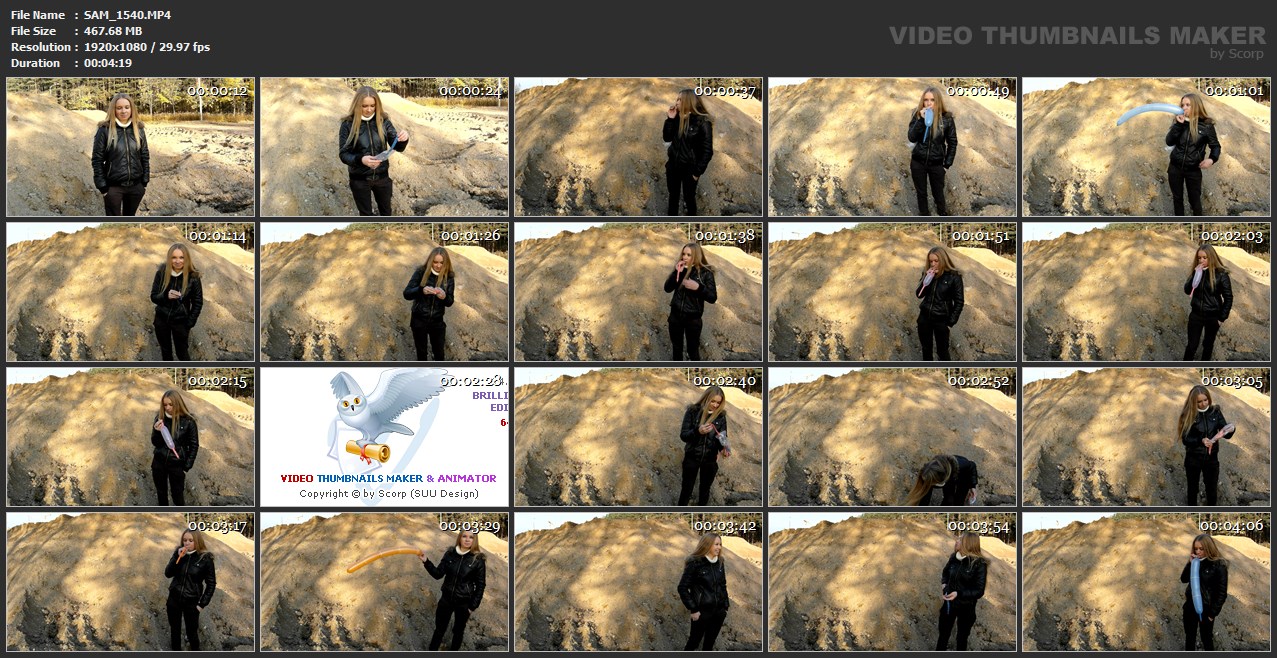 File Name : SAM_1540.MP4
File Size : 467.68 MB
Resolution : 1920x1080 / 29.97 fps
Duration : 00:04:19
VIDEO THUMBNAILS MAKER
by Scorp
00:00:12
00:00:24
00:00:37
00:00:49
00:01:01
00:01:14
00:01:26
00:01:38
00:01:51
00:02:03
00:02:15
00:02:28
BRILLI
EDI
6
VIDEO THUMBNAILS MAKER & ANIMATOR
Copyright © by Scorp (SUU Design)
00:02:40
00:02:52
00:03:05
00:03:17
00:03:29
00:03:42
00:03:54
00:04:06